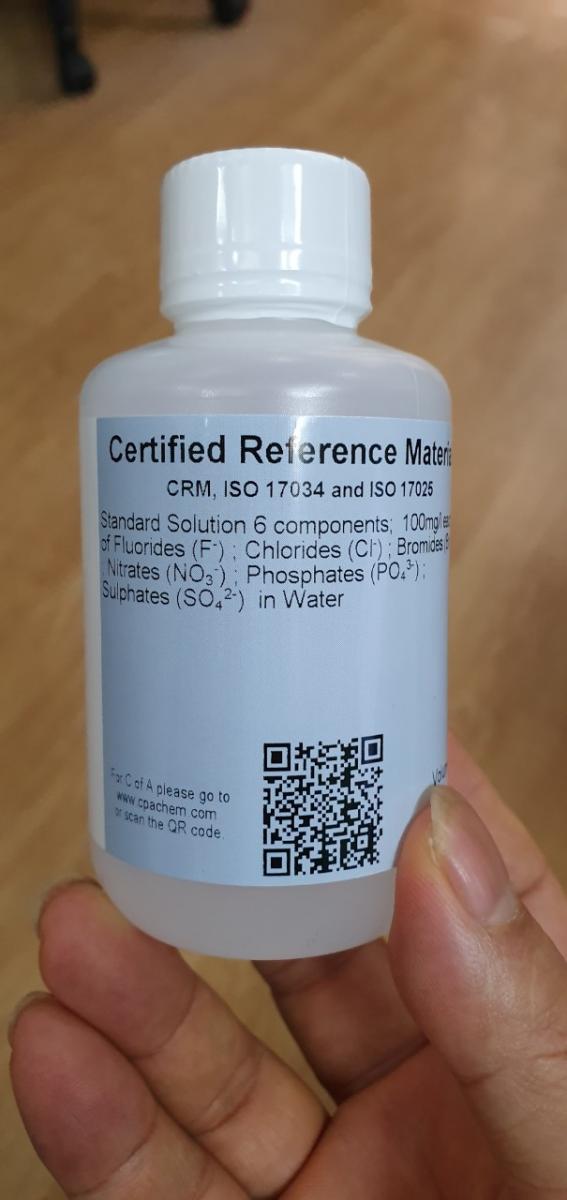 Certified Reference Materia
CRM, ISO 17034 and ISO 17025
Standard Solution 6 components; 100mg/l
of Fluorides (F⁻) ; Chlorides (Cl⁻) ; Bromides
Nitrates (NO₃⁻) ; Phosphates (PO₄³⁻) ;
Sulphates (SO₄²⁻) in Water
For C of A please go to
www.cpachem.com
or scan the QR code.